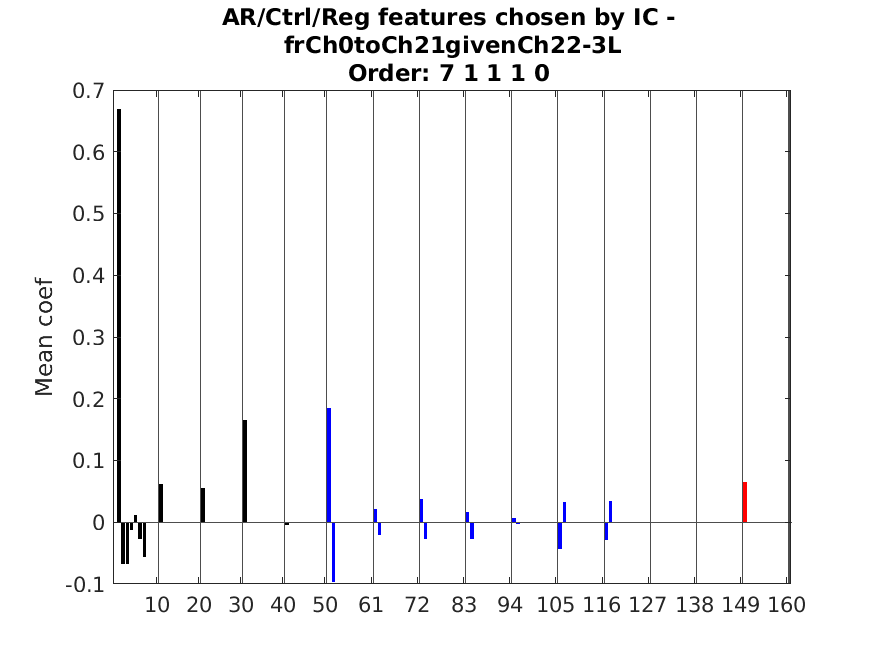 AR/Ctrl/Reg features chosen by IC -
frCh0toCh21givenCh22-3L
Order: 7 1 1 1 0
Mean coef
0.7
0.6
0.5
0.4
0.3
0.2
0.1
0
-0.1
10 20 30 40 50 61 72 83 94 105 116 127 138 149 160